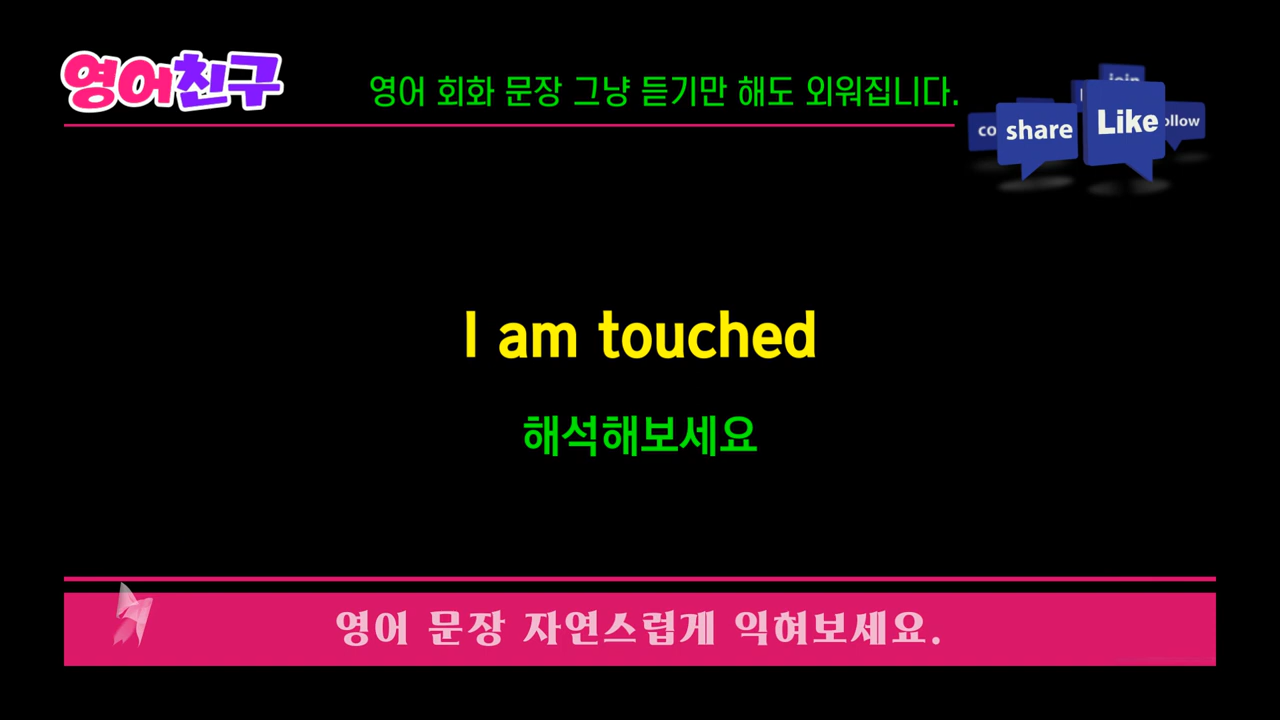 영어친구
영어 회화 문장 그냥 듣기만 해도 외워집니다.
join
co
share
Like
ollow
I am touched
해석해보세요
영어 문장 자연스럽게 익혀보세요.